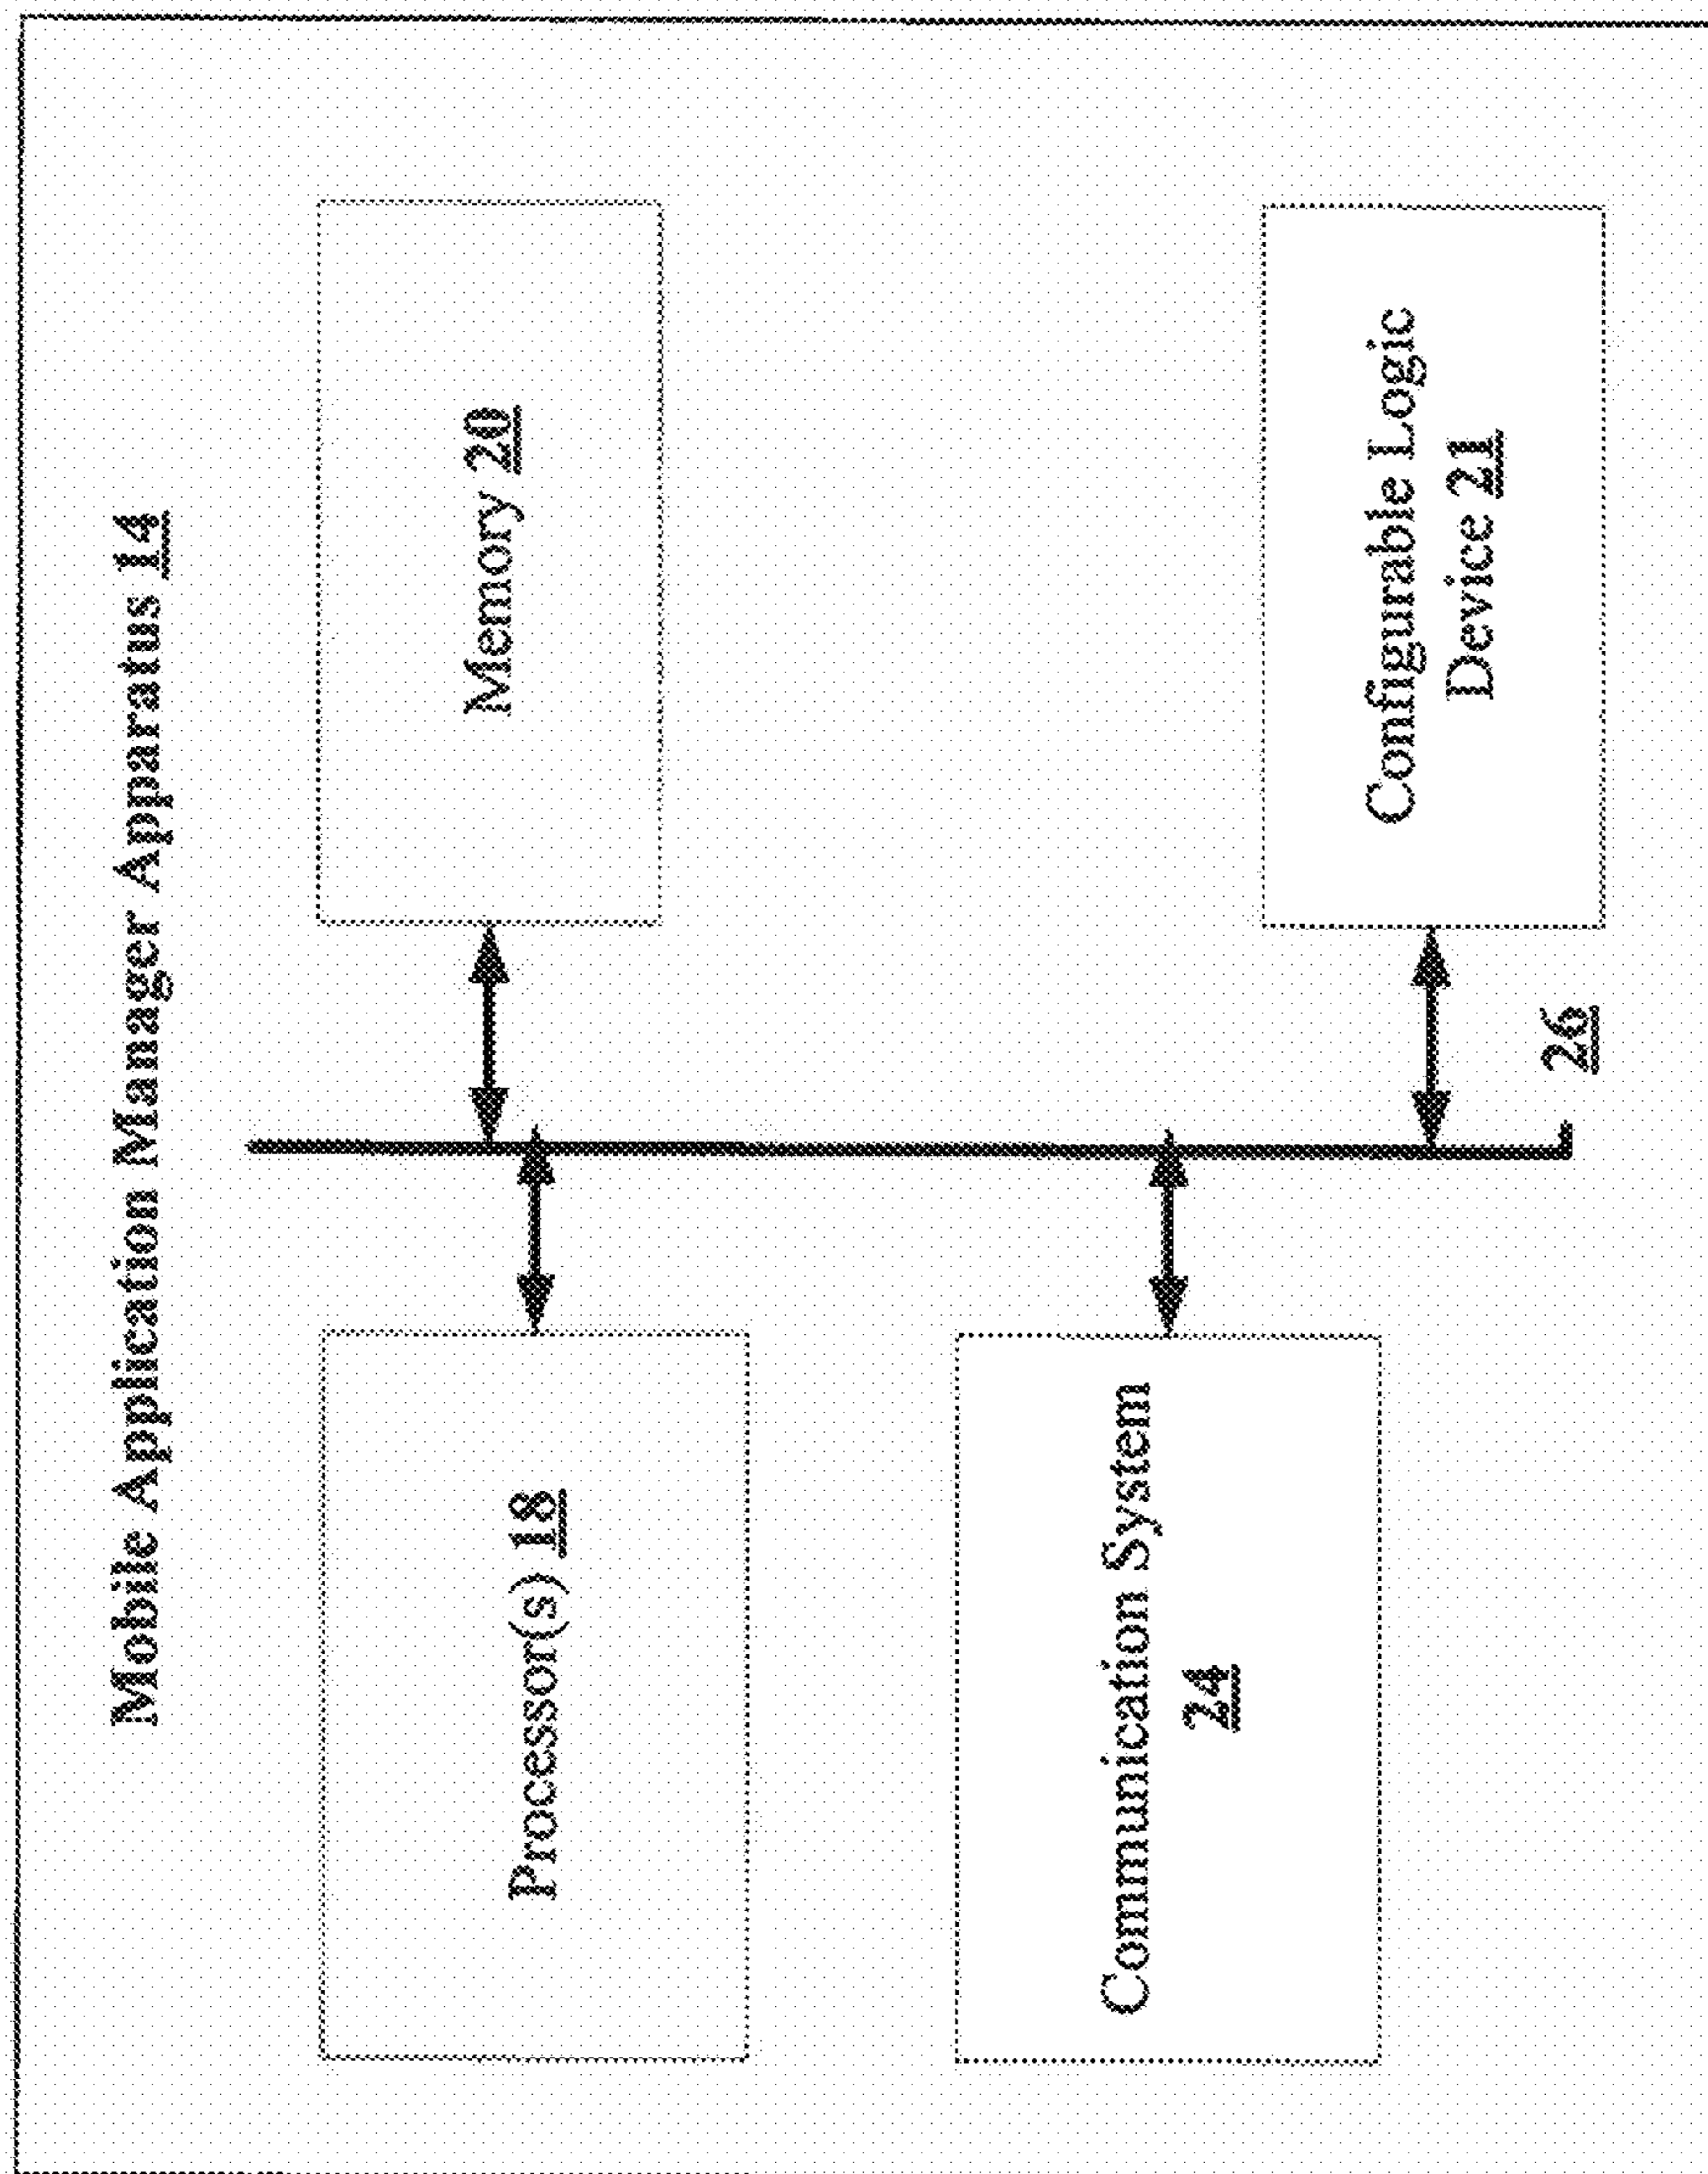 Mobile Application Manager Apparatus 14
Processor(s) 18
Memory 20
Communication System
24
Configurable Logic
Device 21
26